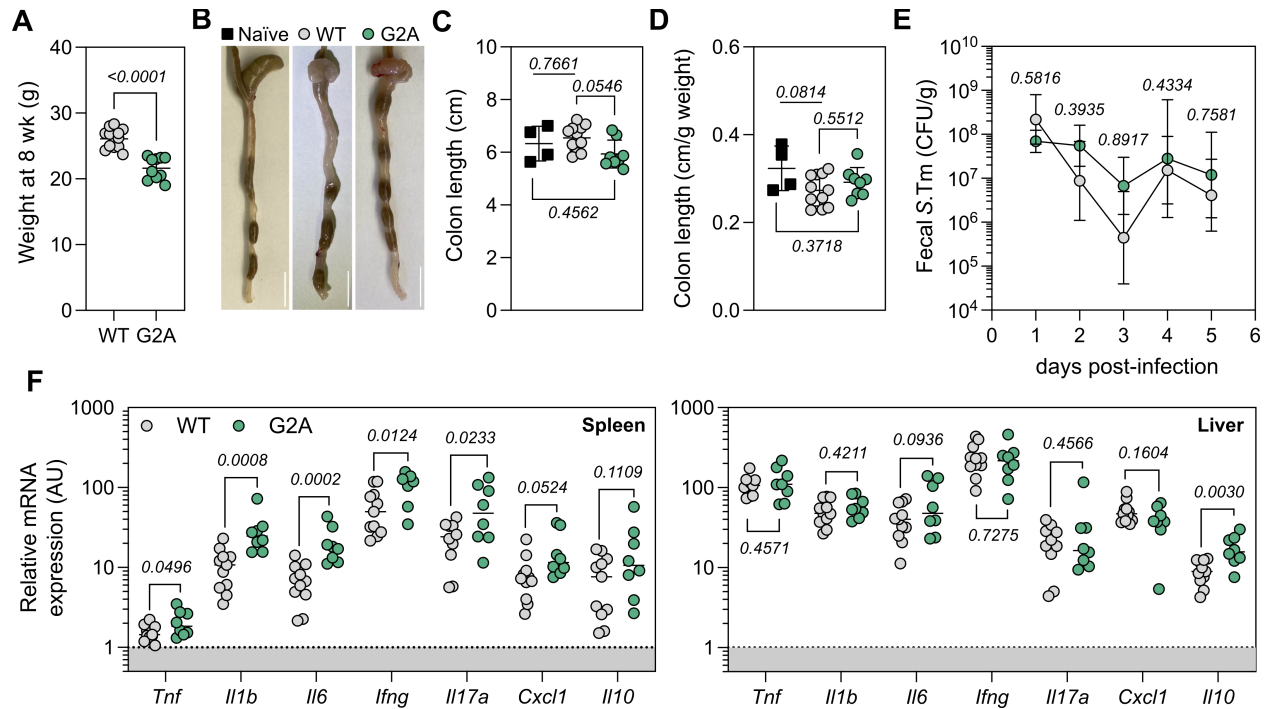 A
Weight at 8 wk (g)
40
30
20
10
0
<0.0001
WT G2A
B
Naïve WT G2A
C
Colon length (cm)
10
8
6
4
2
0
0.7661
0.0546
0.4562
D
Colon length (cm/g weight)
0.6
0.4
0.2
0.0
0.0814
0.5512
0.3718
E
Fecal S.Tm (CFU/g)
10^10
10^9
10^8
10^7
10^6
10^5
10^4
0.5816
0.3935
0.8917
0.4334
0.7581
0 1 2 3 4 5 6
days post-infection
F
Relative mRNA
expression (AU)
1000
100
10
1
WT G2A
Spleen
0.0496
0.0008
0.0002
0.0124
0.0233
0.0524
0.1109
Tnf Il1b Il6 Ifng Il17a Cxcl1 Il10
1000
100
10
1
Liver
0.4571
0.4211
0.0936
0.7275
0.4566
0.1604
0.0030
Tnf Il1b Il6 Ifng Il17a Cxcl1 Il10